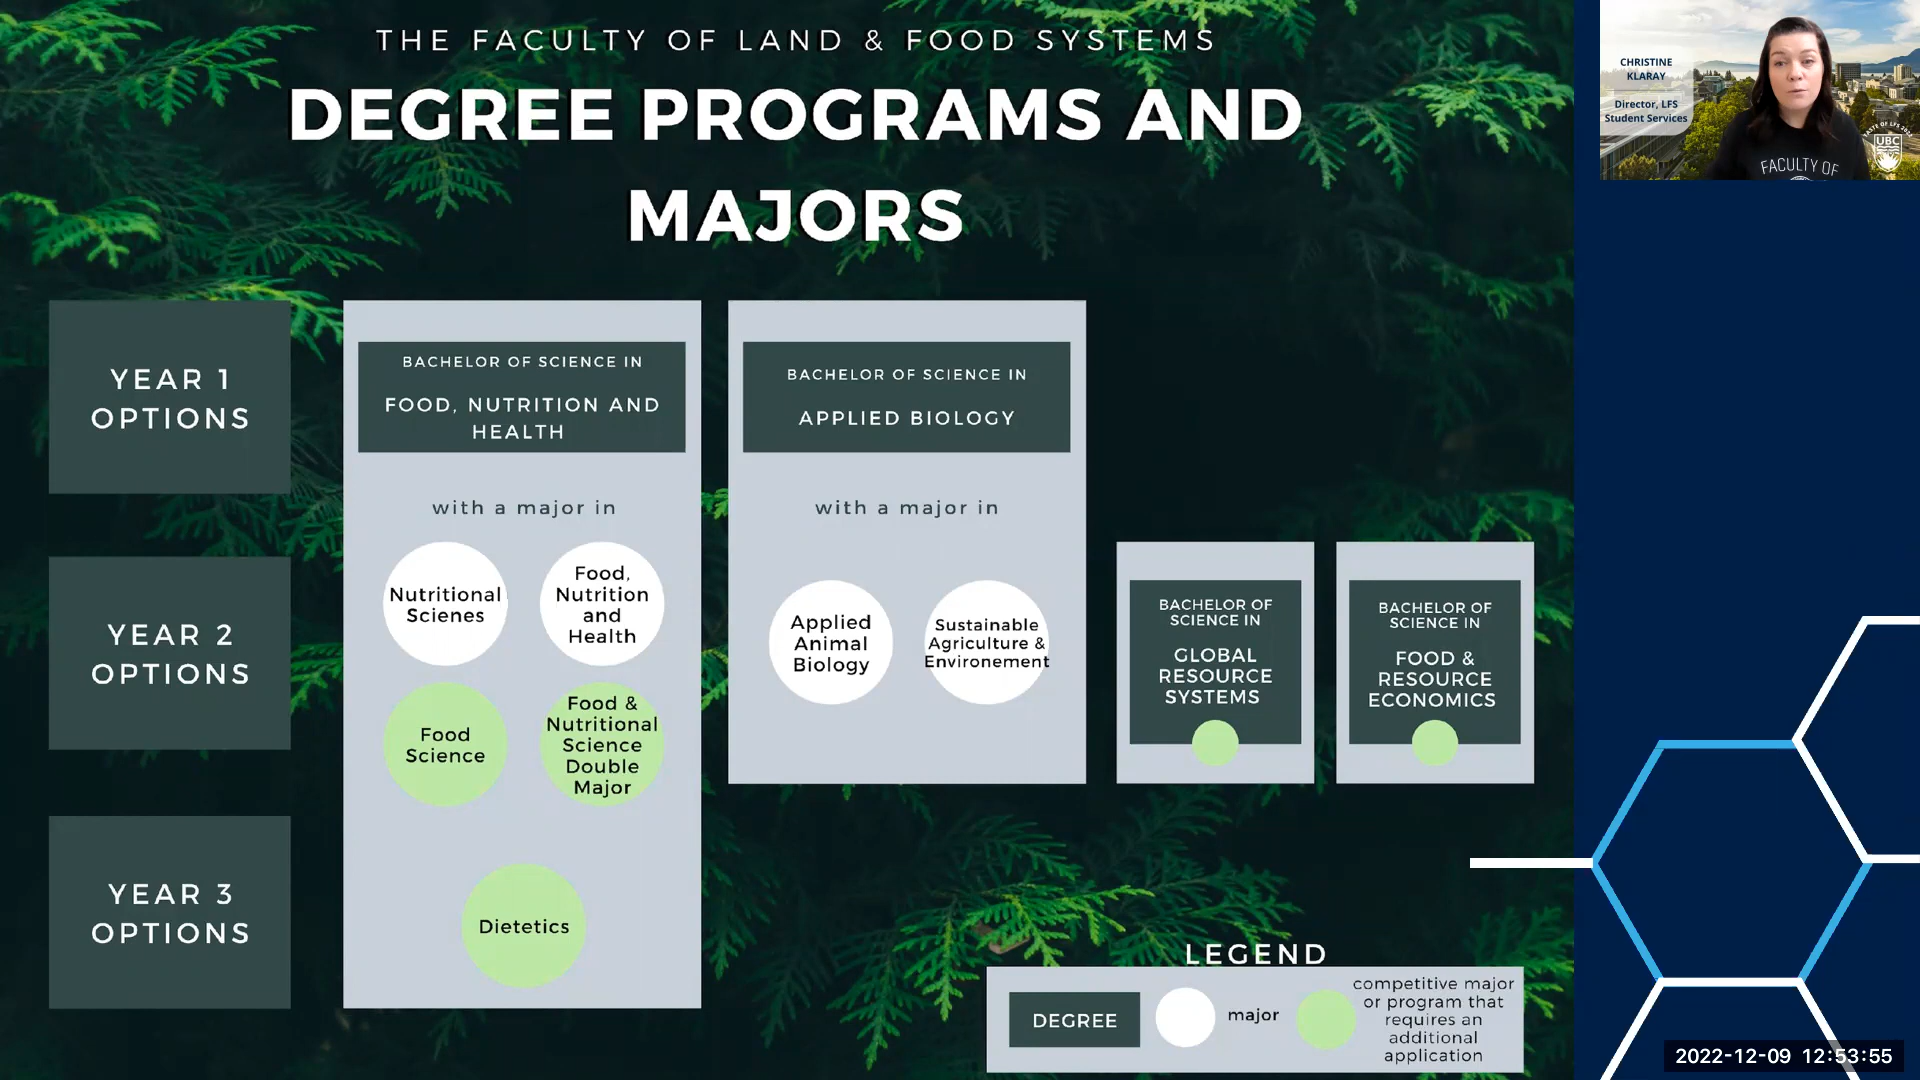 THE FACULTY OF LAND & FOOD SYSTEMS
DEGREE PROGRAMS AND
MAJORS
CHRISTINE
KLARAY
Director, LFS
Student Services
FACULTY OF
TASTE OF LFS
UBC
YEAR 1
OPTIONS
BACHELOR OF SCIENCE IN
FOOD, NUTRITION AND
HEALTH
BACHELOR OF SCIENCE IN
APPLIED BIOLOGY
with a major in
with a major in
YEAR 2
OPTIONS
Nutritional
Scienes
Food,
Nutrition
and
Health
Food
Science
Food &
Nutritional
Science
Double
Major
Applied
Animal
Biology
Sustainable
Agriculture &
Environement
BACHELOR OF
SCIENCE IN
GLOBAL
RESOURCE
SYSTEMS
BACHELOR OF
SCIENCE IN
FOOD &
RESOURCE
ECONOMICS
YEAR 3
OPTIONS
Dietetics
LEGEND
DEGREE
major
competitive major
or program that
requires an
additional
application
2022-12-09 12:53:55